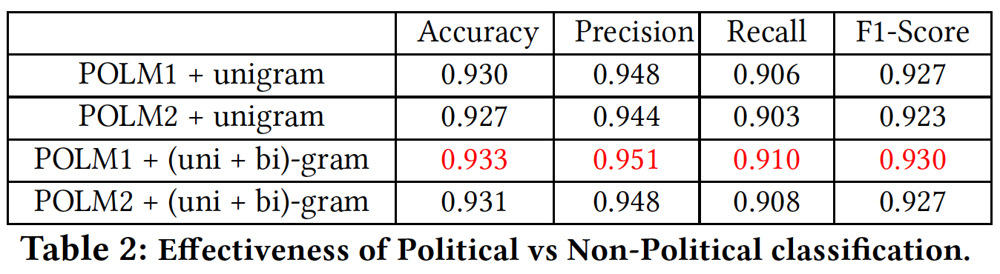 Accuracy Precision Recall F1-Score
POLM1 + unigram 0.930 0.948 0.906 0.927
POLM2 + unigram 0.927 0.944 0.903 0.923
POLM1 + (uni + bi)-gram 0.933 0.951 0.910 0.930
POLM2 + (uni + bi)-gram 0.931 0.948 0.908 0.927
Table 2: Effectiveness of Political vs Non-Political classification.